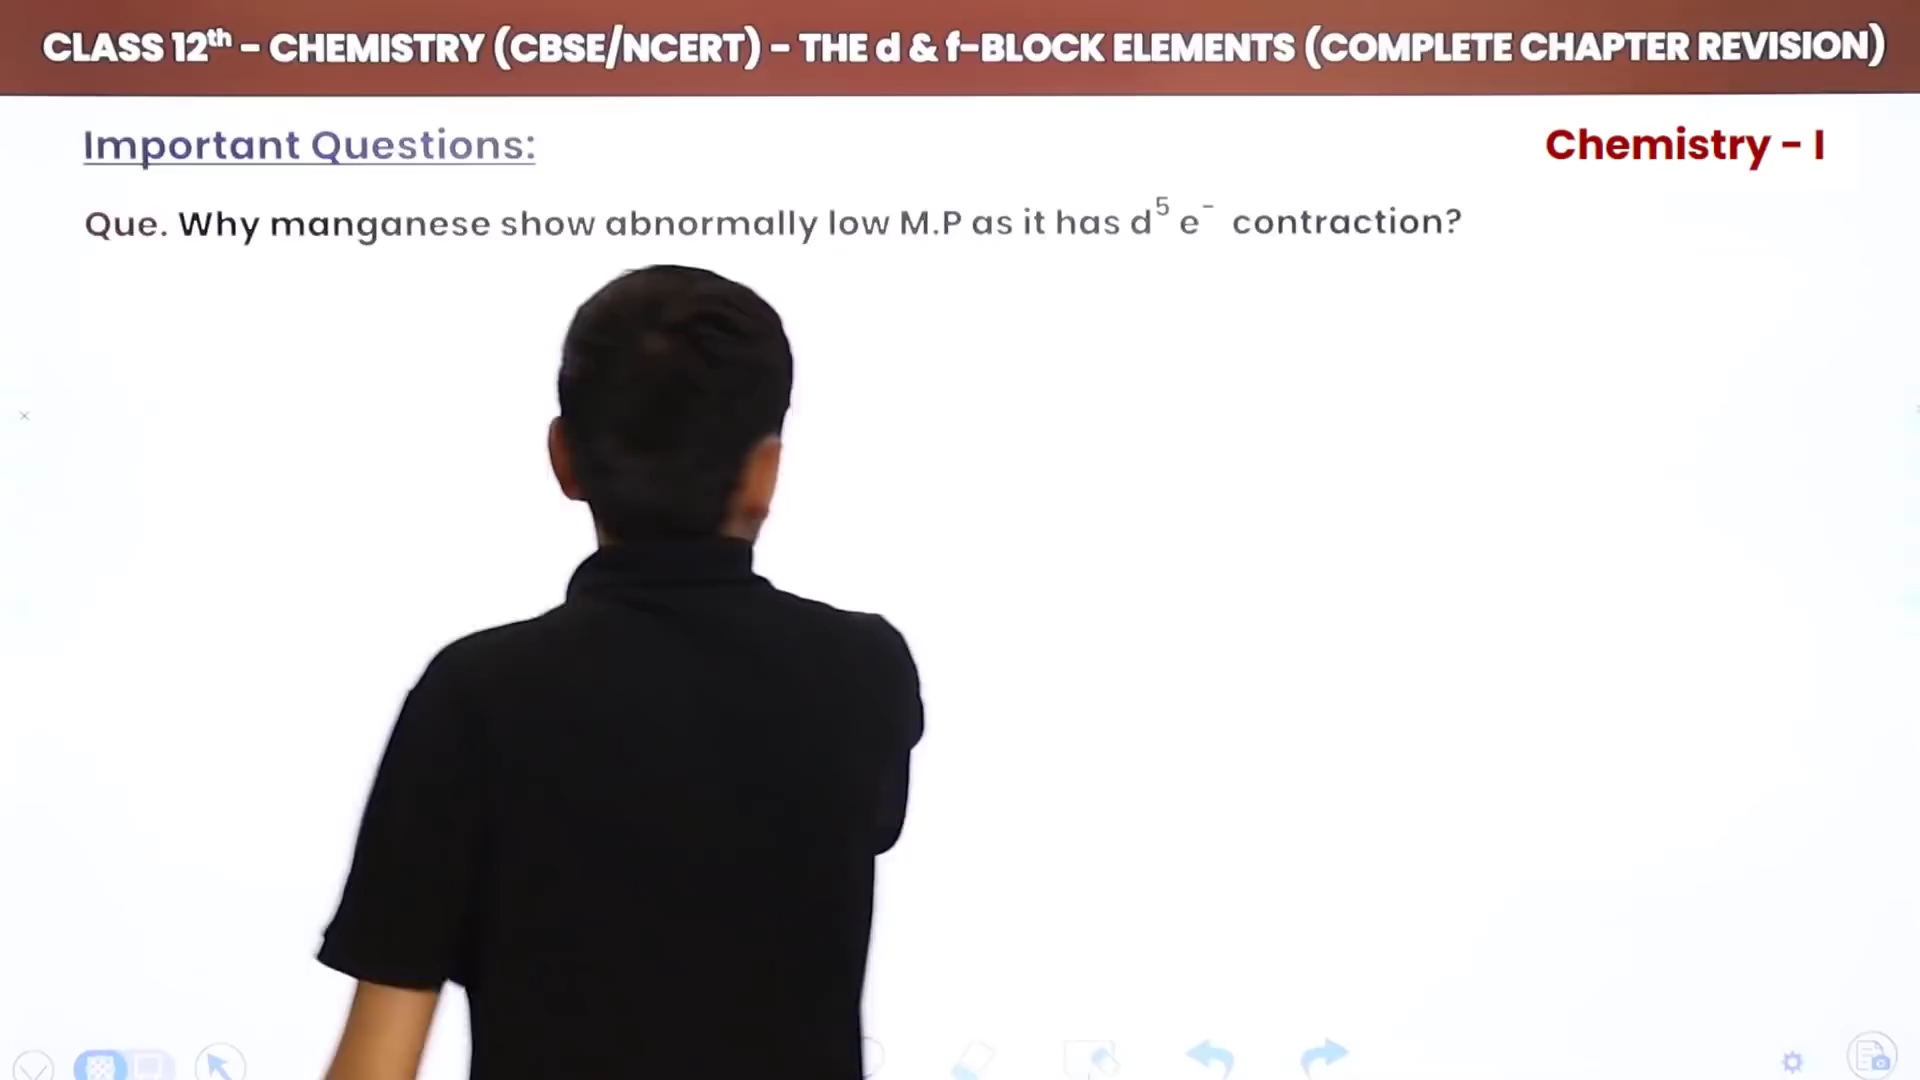 CLASS 12th - CHEMISTRY (CBSE/NCERT) - THE d & f-BLOCK ELEMENTS (COMPLETE CHAPTER REVISION)
Important Questions:
Chemistry - I
Que. Why manganese show abnormally low M.P as it has d⁵ e⁻ contraction?